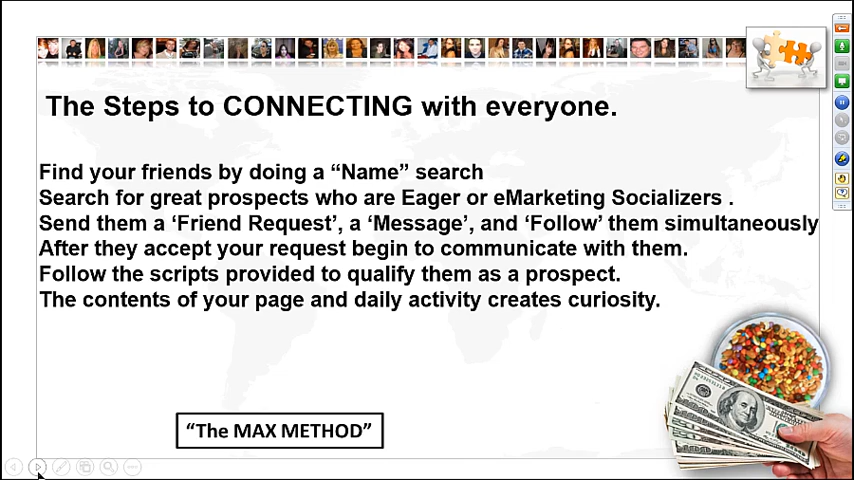 The Steps to CONNECTING with everyone.
Find your friends by doing a “Name” search
Search for great prospects who are Eager or eMarketing Socializers .
Send them a ‘Friend Request’, a ‘Message’, and ‘Follow’ them simultaneously
After they accept your request begin to communicate with them.
Follow the scripts provided to qualify them as a prospect.
The contents of your page and daily activity creates curiosity.
“The MAX METHOD”